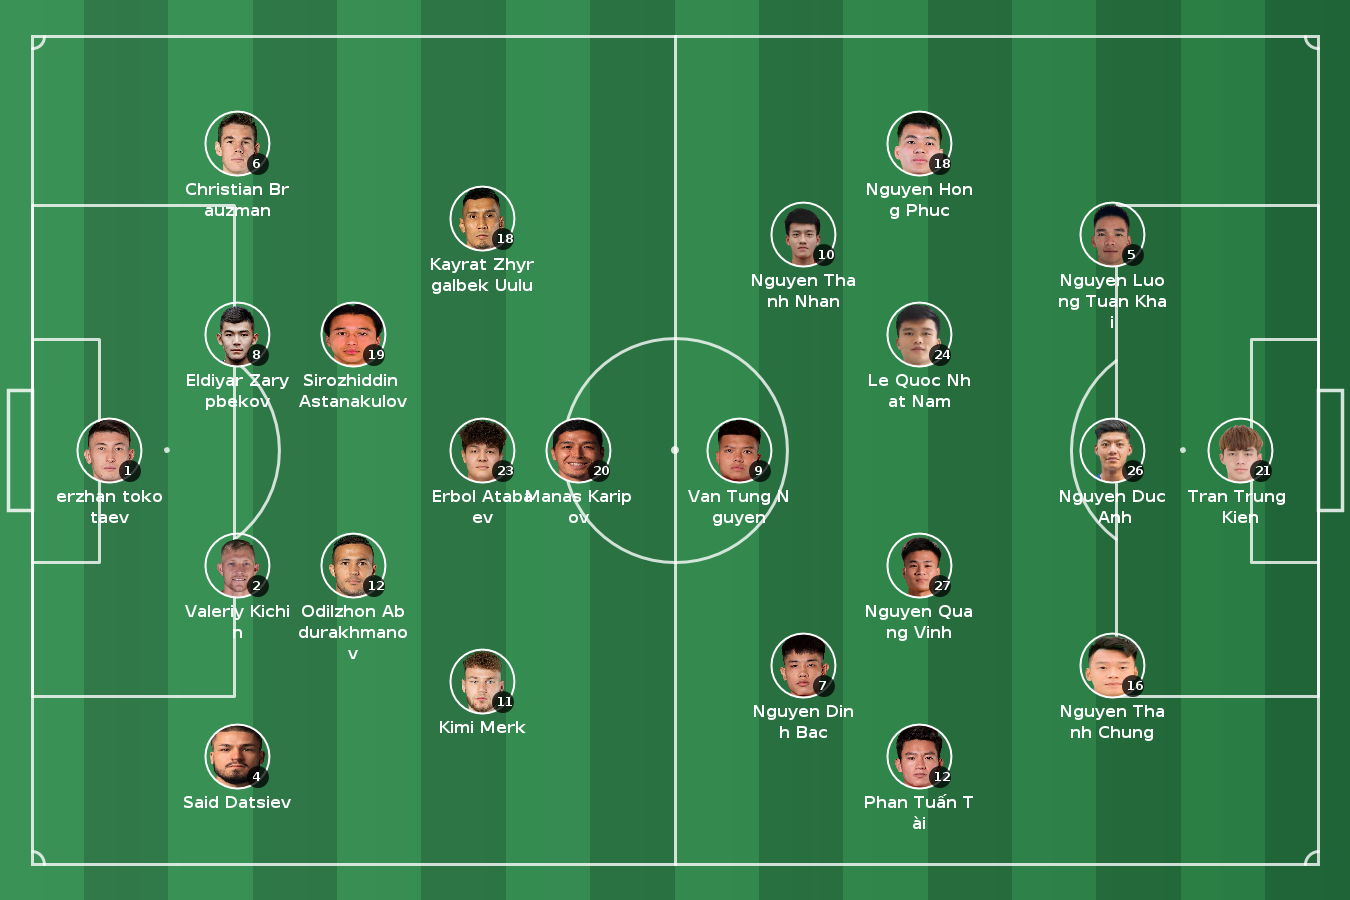 6
Christian Br
auzman
18
Nguyen Hon
g Phuc
18
Kayrat Zhyr
galbek Uulu
10
Nguyen Tha
nh Nhan
5
Nguyen Luo
ng Tuan Kha
i
8
Eldiyar Zary
pbekov
19
Sirozhiddin
Astanakulov
24
Le Quoc Nh
at Nam
1
erzhan toko
taev
23
Erbol Ataba
ev
20
Manas Karip
ov
9
Van Tung N
guyen
26
Nguyen Duc
Anh
21
Tran Trung
Kien
2
Valeriy Kichi
n
12
Odilzhon Ab
durakhmano
v
27
Nguyen Qua
ng Vinh
11
Kimi Merk
7
Nguyen Din
h Bac
16
Nguyen Tha
nh Chung
4
Said Datsiev
12
Phan Tuấn T
ài